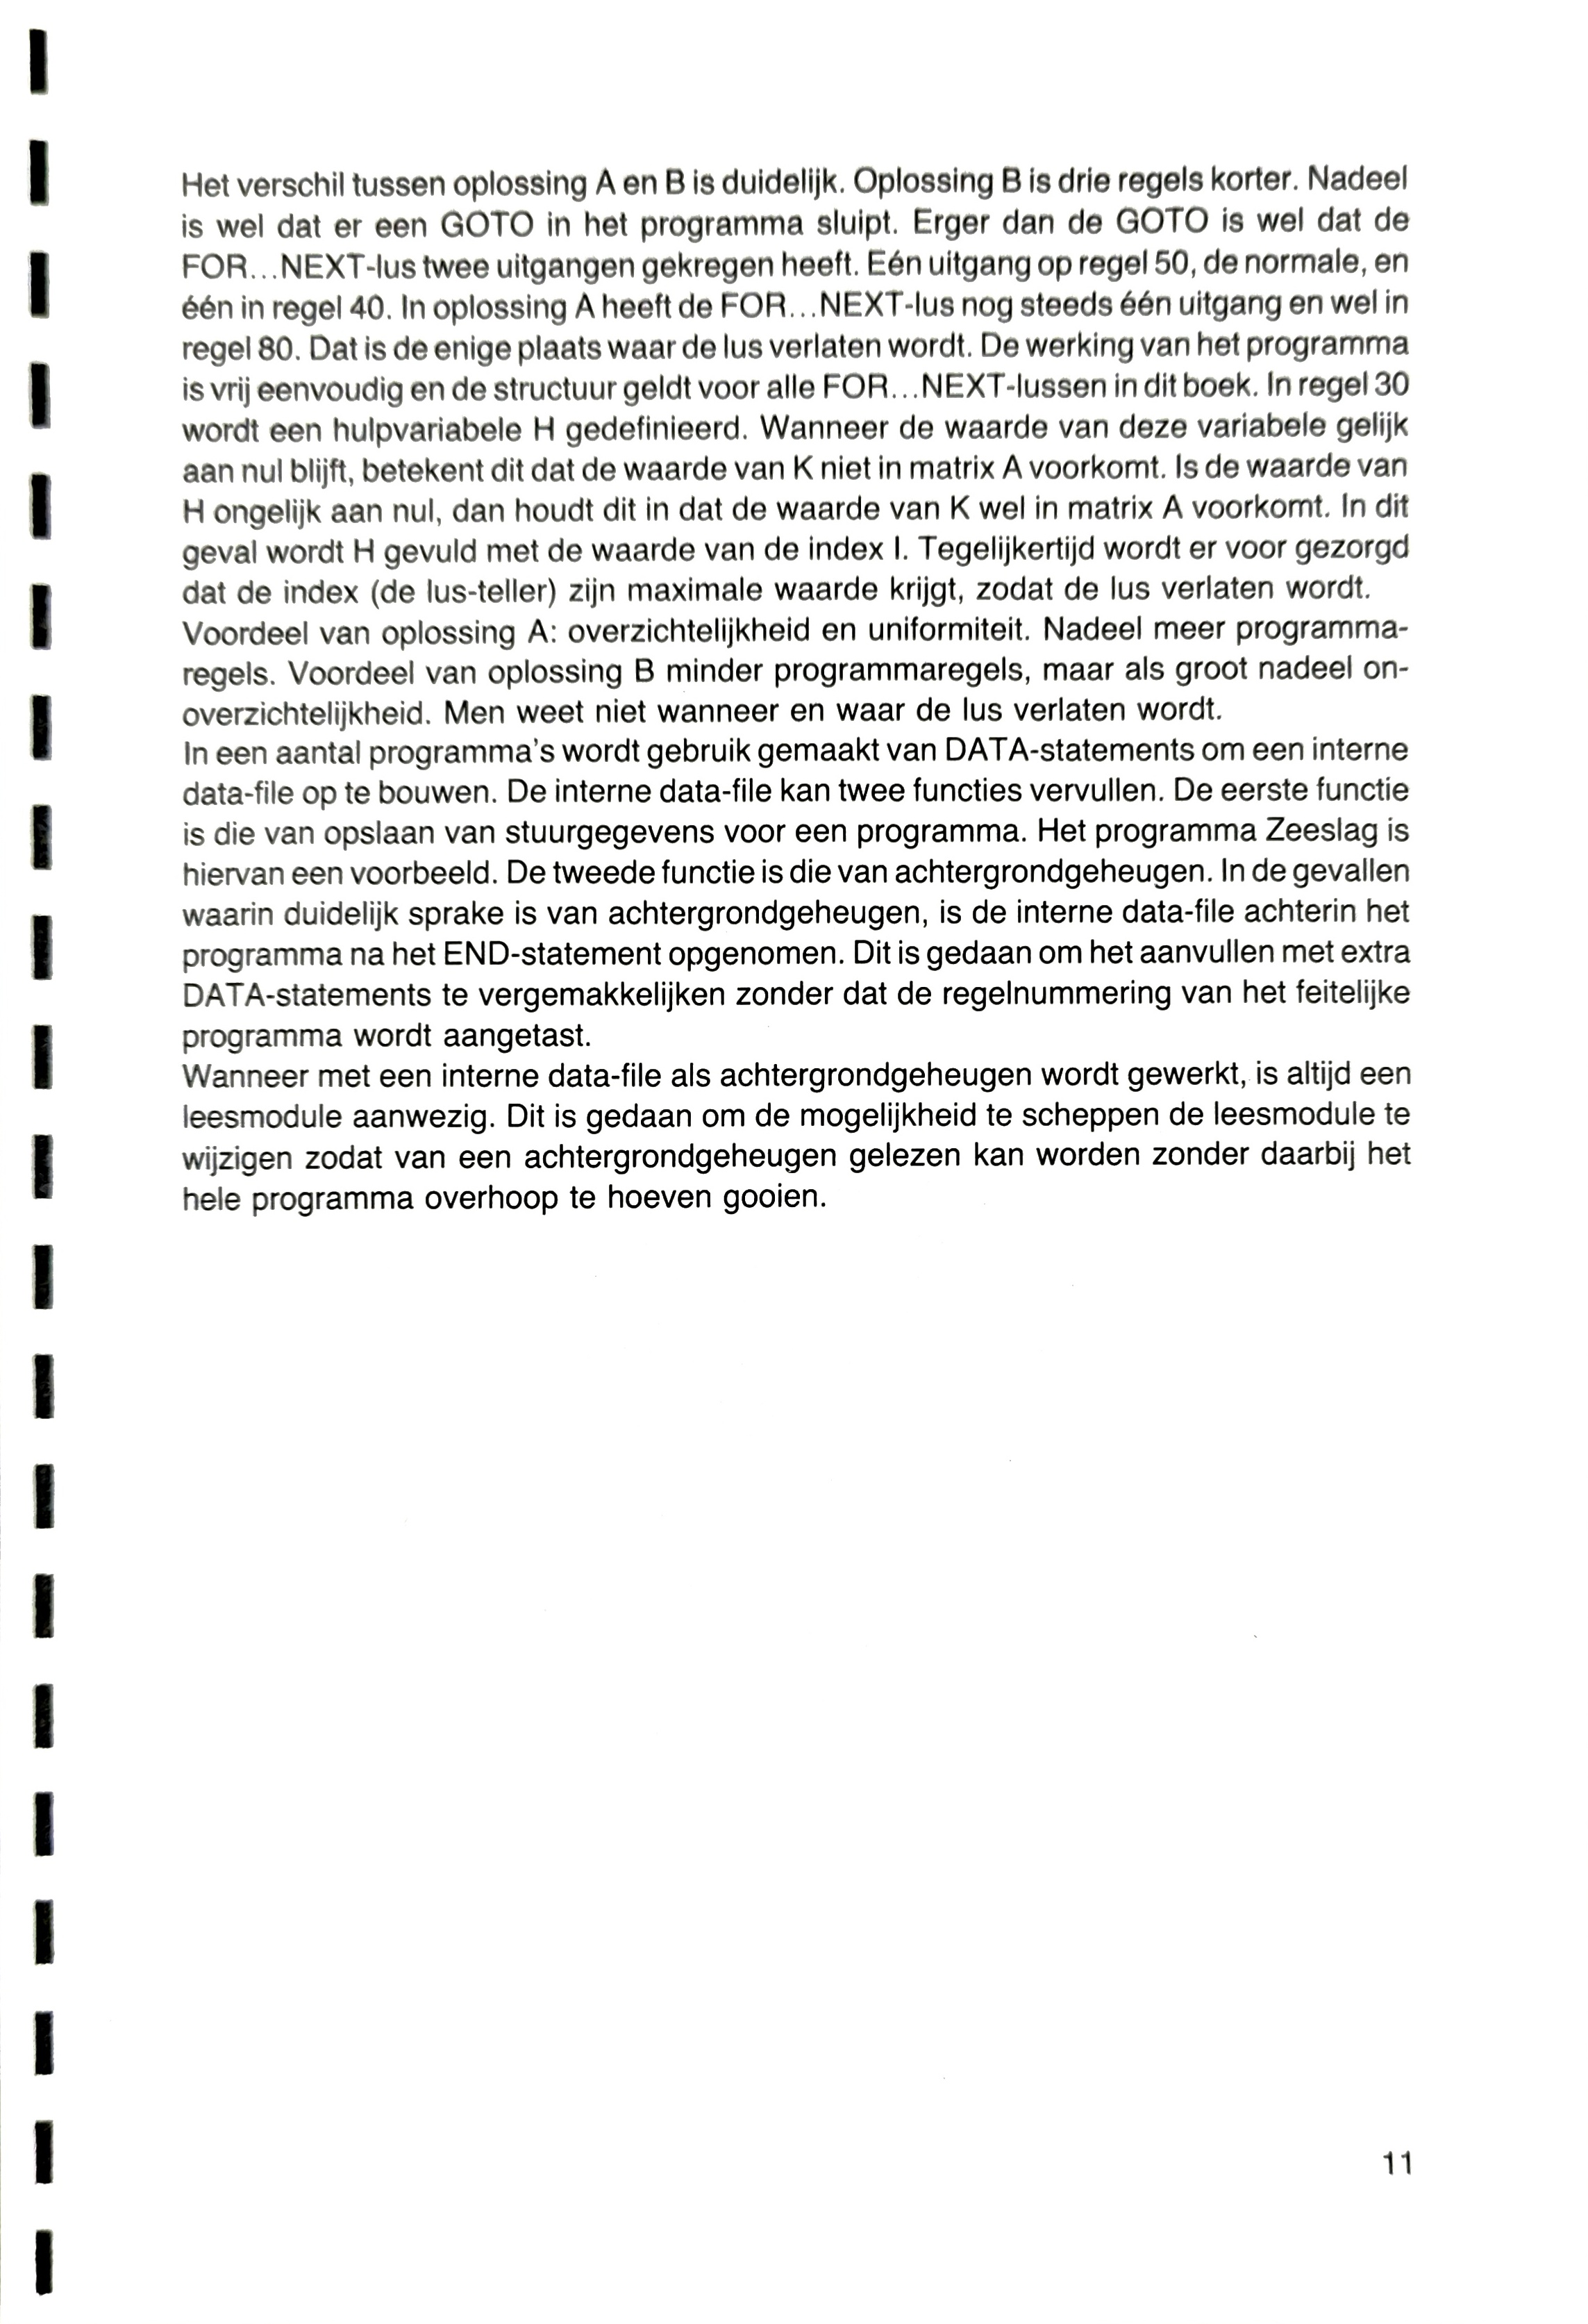 Het verschil tussen oplossing A en B is duidelijk. Oplossing B is drie regels korter. Nadeel
is wel dat er een GOTO in het programma sluipt. Erger dan de GOTO is wel dat de
FOR...NEXT-lus twee uitgangen gekregen heeft. Eén uitgang op regel 50, de normale, en
één in regel 40. In oplossing A heeft de FOR...NEXT-lus nog steeds één uitgang en wel in
regel 80. Dat is de enige plaats waar de lus verlaten wordt. De werking van het programma
is vrij eenvoudig en de structuur geldt voor alle FOR...NEXT-lussen in dit boek. In regel 30
wordt een hulpvariabele H gedefinieerd. Wanneer de waarde van deze variabele gelijk
aan nul blijft, betekent dit dat de waarde van K niet in matrix A voorkomt. Is de waarde van
H ongelijk aan nul, dan houdt dit in dat de waarde van K wel in matrix A voorkomt. In dit
geval wordt H gevuld met de waarde van de index I. Tegelijkertijd wordt er voor gezorgd
dat de index (de lus-teller) zijn maximale waarde krijgt, zodat de lus verlaten wordt.
Voordeel van oplossing A: overzichtelijkheid en uniformiteit. Nadeel meer programma-
regels. Voordeel van oplossing B minder programmaregels, maar als groot nadeel on-
overzichtelijkheid. Men weet niet wanneer en waar de lus verlaten wordt.
In een aantal programma's wordt gebruik gemaakt van DATA-statements om een interne
data-file op te bouwen. De interne data-file kan twee functies vervullen. De eerste functie
is die van opslaan van stuurgegevens voor een programma. Het programma Zeeslag is
hiervan een voorbeeld. De tweede functie is die van achtergrondgeheugen. In de gevallen
waarin duidelijk sprake is van achtergrondgeheugen, is de interne data-file achterin het
programma na het END-statement opgenomen. Dit is gedaan om het aanvullen met extra
DATA-statements te vergemakkelijken zonder dat de regelnummering van het feitelijke
programma wordt aangetast.
Wanneer met een interne data-file als achtergrondgeheugen wordt gewerkt, is altijd een
leesmodule aanwezig. Dit is gedaan om de mogelijkheid te scheppen de leesmodule te
wijzigen zodat van een achtergrondgeheugen gelezen kan worden zonder daarbij het
hele programma overhoop te hoeven gooien.
11